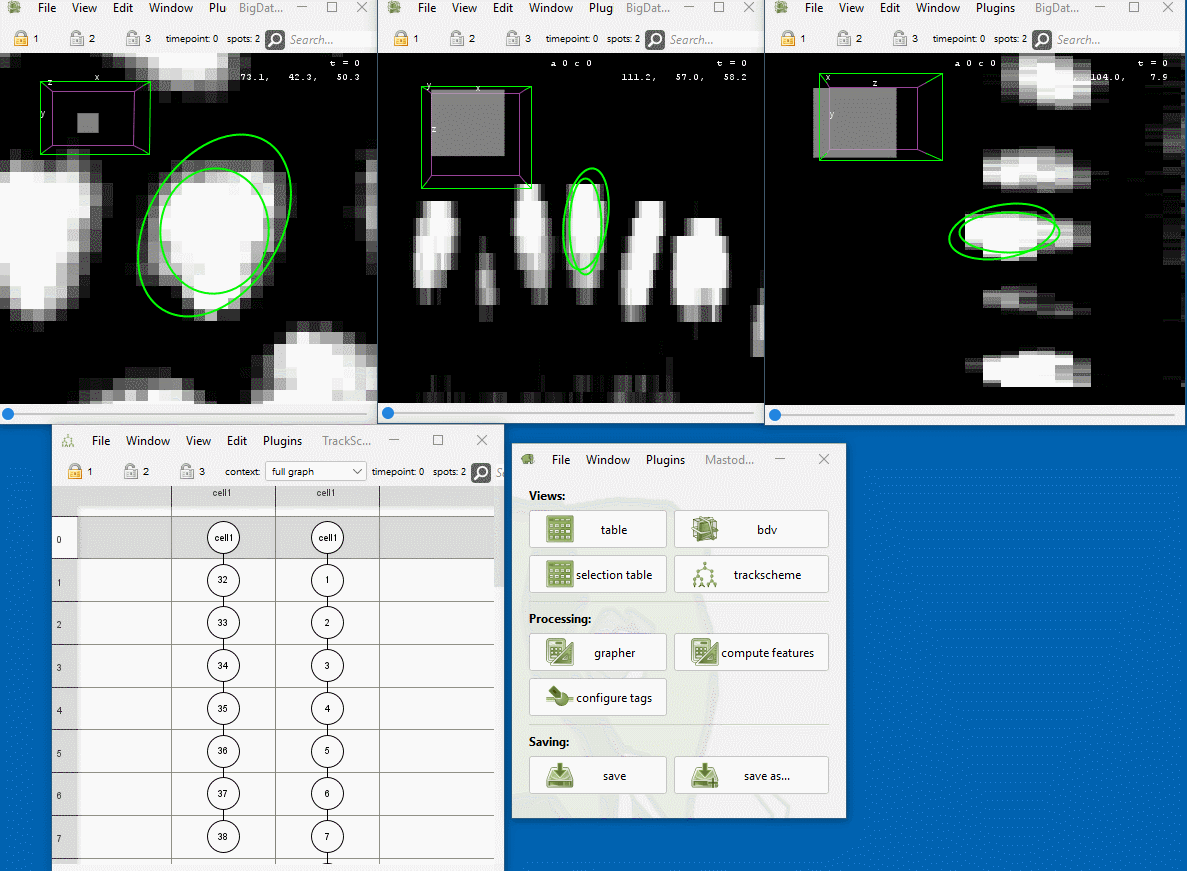 File View Edit Window Plu BigDat...
1 2 3 timepoint: 0 spots: 2 Search...
t = 0
73.1, 42.3, 50.3
x
z
y
File View Edit Window Plug BigDat...
1 2 3 timepoint: 0 spots: 2 Search...
a 0 c 0 t = 0
111.2, 57.0, 58.2
y
x
z
File View Edit Window Plugins BigDat...
1 2 3 timepoint: 0 spots: 2 Search...
a 0 c 0 t = 0
104.0, 7.9
x
z
y
File Window View Edit Plugins TrackSc...
1 2 3 context: full graph timepoint: 0 spots: 2
cell1 cell1
0 cell1 cell1
1 32 1
2 33 2
3 34 3
4 35 4
5 36 5
6 37 6
7 38 7
File Window Plugins Mastod...
Views:
table bdv
selection table trackscheme
Processing:
grapher compute features
configure tags
Saving:
save save as...